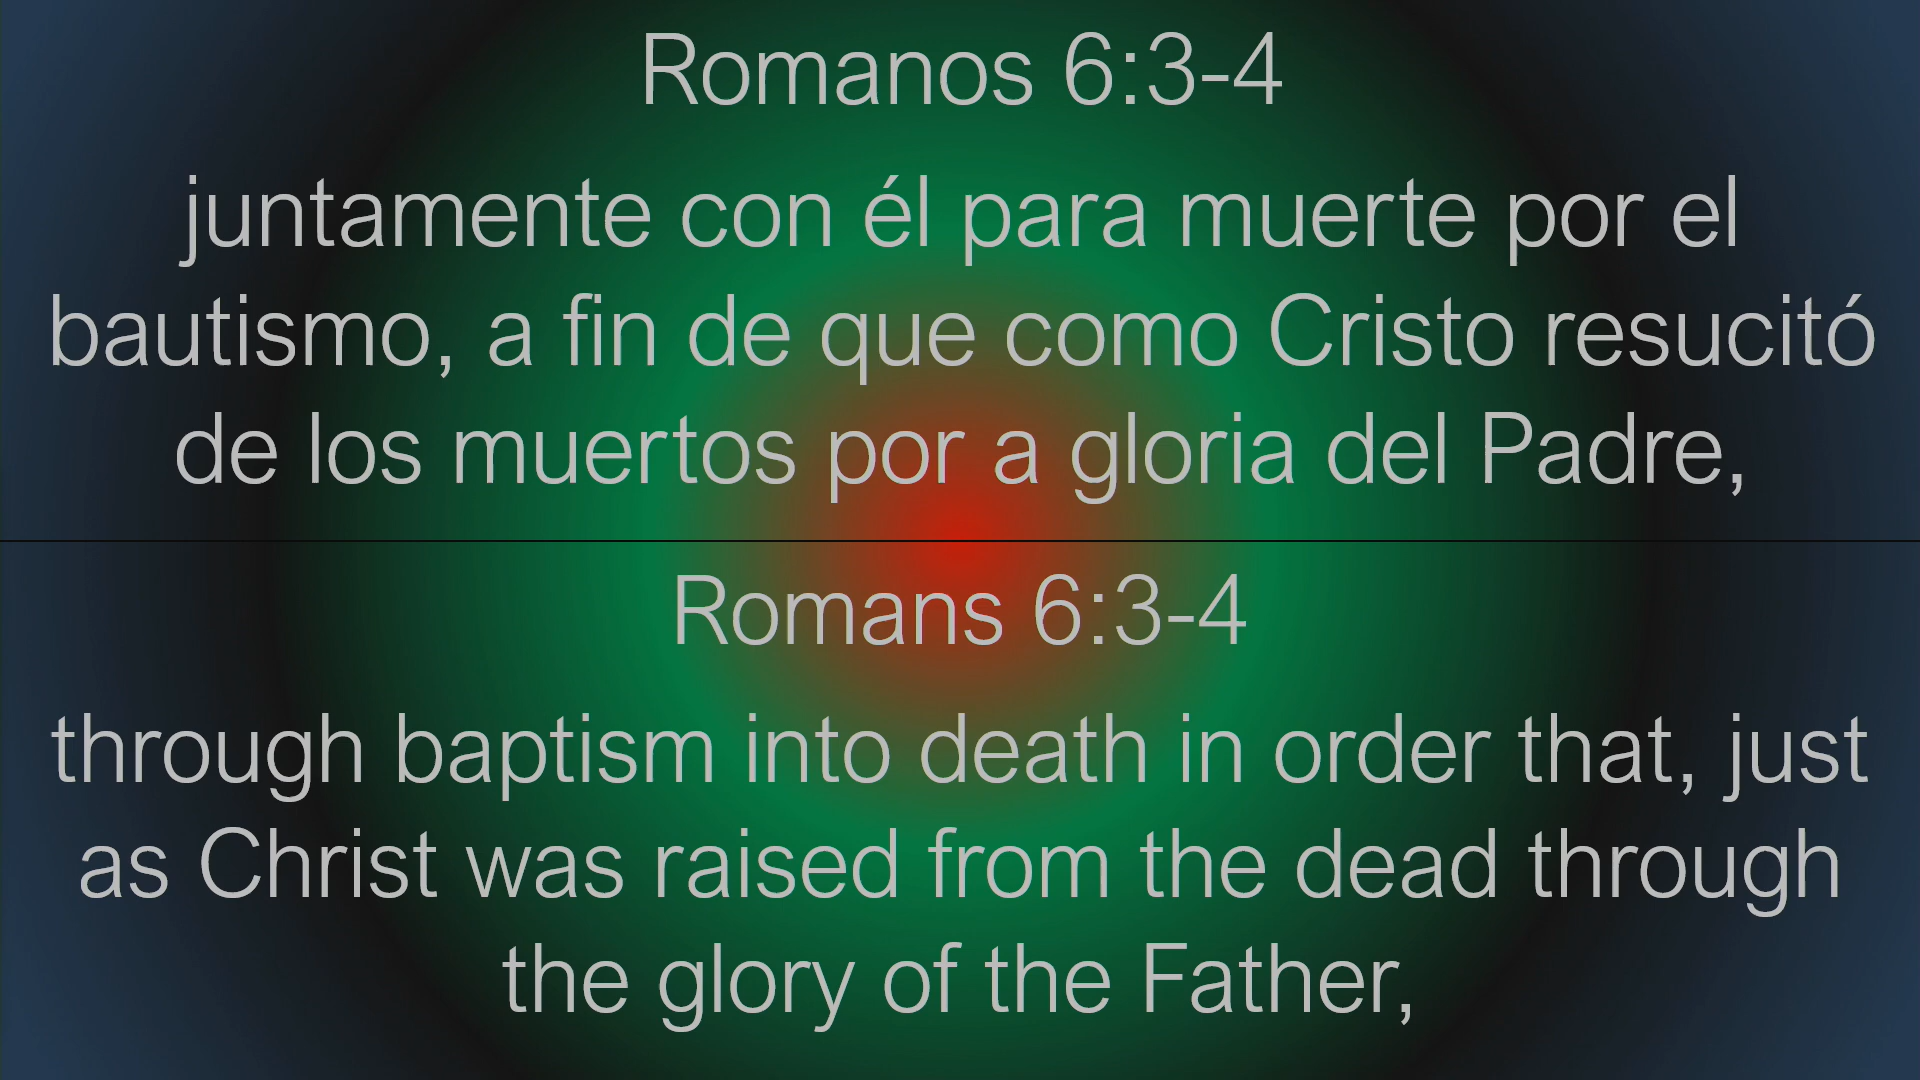 Romanos 6:3-4
juntamente con él para muerte por el
bautismo, a fin de que como Cristo resucitó
de los muertos por a gloria del Padre,
Romans 6:3-4
through baptism into death in order that, just
as Christ was raised from the dead through
the glory of the Father,